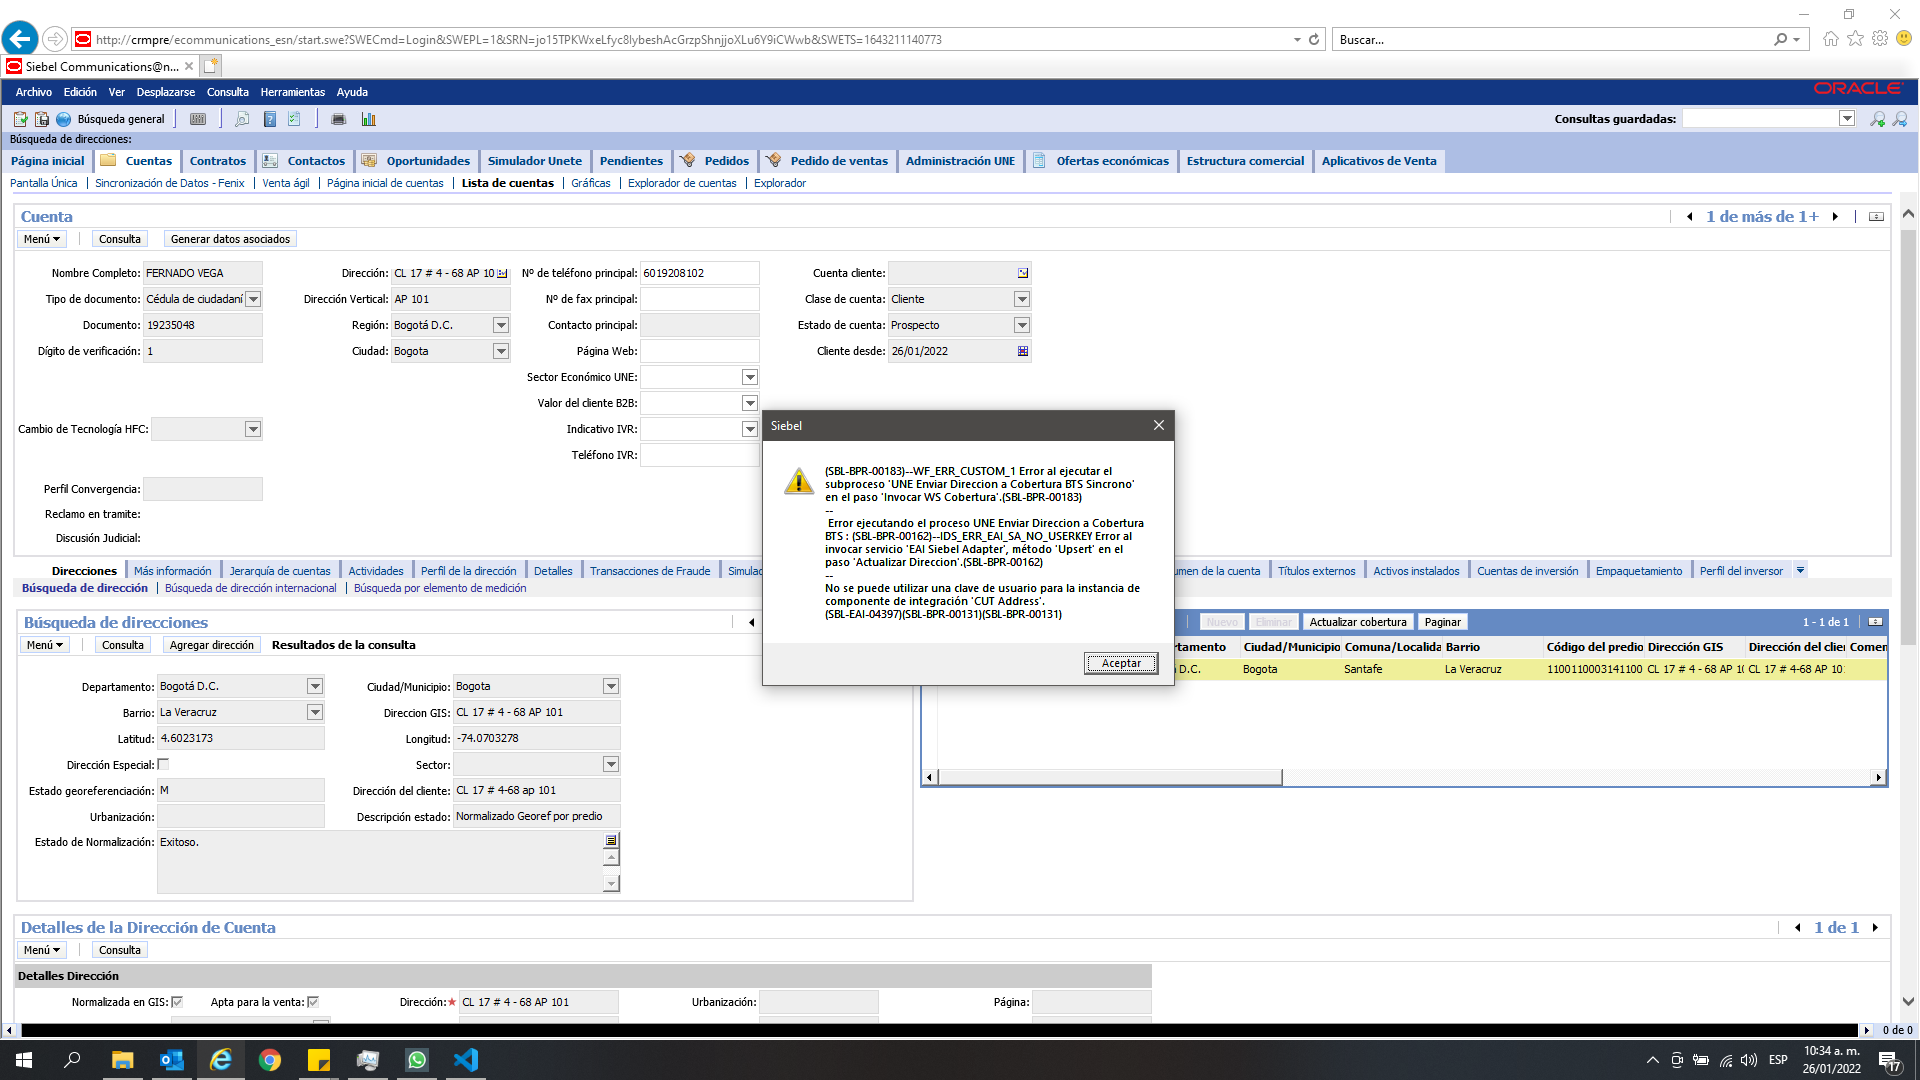 http://crmpre/ecommunications_esn/start.swe?SWECmd=Login&SWEPL=1&SRN=jo15TPKWxeLfyc8lybeshAcGrzpShnjjoXLu6Y9iCWwb&SWETS=1643211140773
Buscar...
Siebel Communications@n...
Archivo Edición Ver Desplazarse Consulta Herramientas Ayuda
ORACLE
Búsqueda general
Consultas guardadas:
Búsqueda de direcciones:
Página inicial Cuentas Contratos Contactos Oportunidades Simulador Unete Pendientes Pedidos Pedido de ventas Administración UNE Ofertas económicas Estructura comercial Aplicativos de Venta
Pantalla Única Sincronización de Datos - Fenix Venta ágil Página inicial de cuentas Lista de cuentas Gráficas Explorador de cuentas Explorador
Cuenta
1 de más de 1+
Menú Consulta Generar datos asociados
Nombre Completo: FERNADO VEGA Dirección: CL 17 # 4 - 68 AP 10 Nº de teléfono principal: 6019208102 Cuenta cliente:
Tipo de documento: Cédula de ciudadaní Dirección Vertical: AP 101 Nº de fax principal: Clase de cuenta: Cliente
Documento: 19235048 Región: Bogotá D.C. Contacto principal: Estado de cuenta: Prospecto
Dígito de verificación: 1 Ciudad: Bogota Página Web: Cliente desde: 26/01/2022
Sector Económico UNE:
Valor del cliente B2B:
Cambio de Tecnología HFC: Indicativo IVR:
Teléfono IVR:
Perfil Convergencia:
Reclamo en tramite:
Discusión Judicial:
Siebel
(SBL-BPR-00183)--WF_ERR_CUSTOM_1 Error al ejecutar el
subproceso 'UNE Enviar Direccion a Cobertura BTS Sincrono'
en el paso 'Invocar WS Cobertura'.(SBL-BPR-00183)
--
Error ejecutando el proceso UNE Enviar Direccion a Cobertura
BTS : (SBL-BPR-00162)--IDS_ERR_EAI_SA_NO_USERKEY Error al
invocar servicio 'EAI Siebel Adapter', método 'Upsert' en el
paso 'Actualizar Direccion'.(SBL-BPR-00162)
--
No se puede utilizar una clave de usuario para la instancia de
componente de integración 'CUT Address'.
(SBL-EAI-04397)(SBL-BPR-00131)(SBL-BPR-00131)
Aceptar
Direcciones Más información Jerarquía de cuentas Actividades Perfil de la dirección Detalles Transacciones de Fraude Simulac umen de la cuenta Títulos externos Activos instalados Cuentas de inversión Empaquetamiento Perfil del inversor
Búsqueda de dirección Búsqueda de dirección internacional Búsqueda por elemento de medición
Búsqueda de direcciones
Menú Consulta Agregar dirección Resultados de la consulta
Nuevo Eliminar Actualizar cobertura Paginar 1 - 1 de 1
rtamento Ciudad/Municipio Comuna/Localida Barrio Código del predio Dirección GIS Dirección del clier Comen
D.C. Bogota Santafe La Veracruz 1100110003141100 CL 17 # 4 - 68 AP 10 CL 17 # 4-68 AP 10
Departamento: Bogotá D.C. Ciudad/Municipio: Bogota
Barrio: La Veracruz Direccion GIS: CL 17 # 4 - 68 AP 101
Latitud: 4.6023173 Longitud: -74.0703278
Dirección Especial: Sector:
Estado georeferenciación: M Dirección del cliente: CL 17 # 4-68 ap 101
Urbanización: Descripción estado: Normalizado Georef por predio
Estado de Normalización: Exitoso.
Detalles de la Dirección de Cuenta
1 de 1
Menú Consulta
Detalles Dirección
Normalizada en GIS: Apta para la venta: Dirección:* CL 17 # 4 - 68 AP 101 Urbanización: Página:
0 de 0
ESP
10:34 a. m.
26/01/2022
17